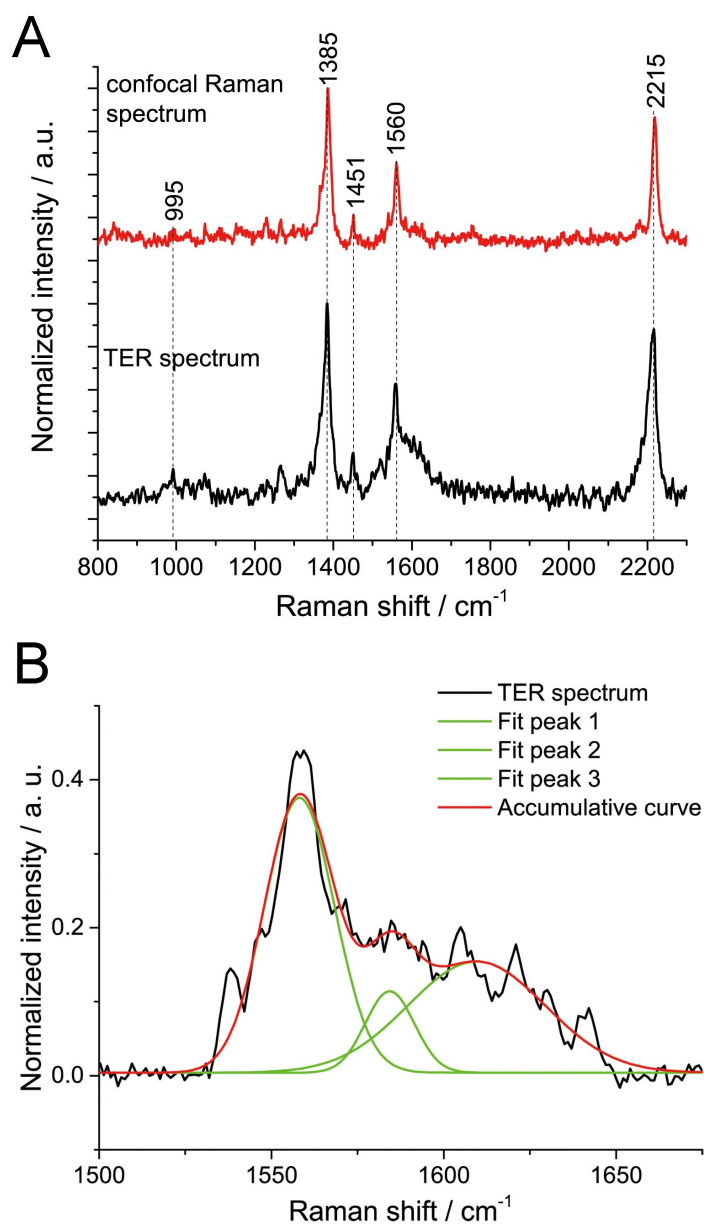 A
confocal Raman
spectrum
995
1385
1451
1560
2215
TER spectrum
Normalized intensity / a.u.
800 1000 1200 1400 1600 1800 2000 2200
Raman shift / cm⁻¹
B
TER spectrum
Fit peak 1
Fit peak 2
Fit peak 3
Accumulative curve
Normalized intensity / a. u.
0.4
0.2
0.0
1500 1550 1600 1650
Raman shift / cm⁻¹